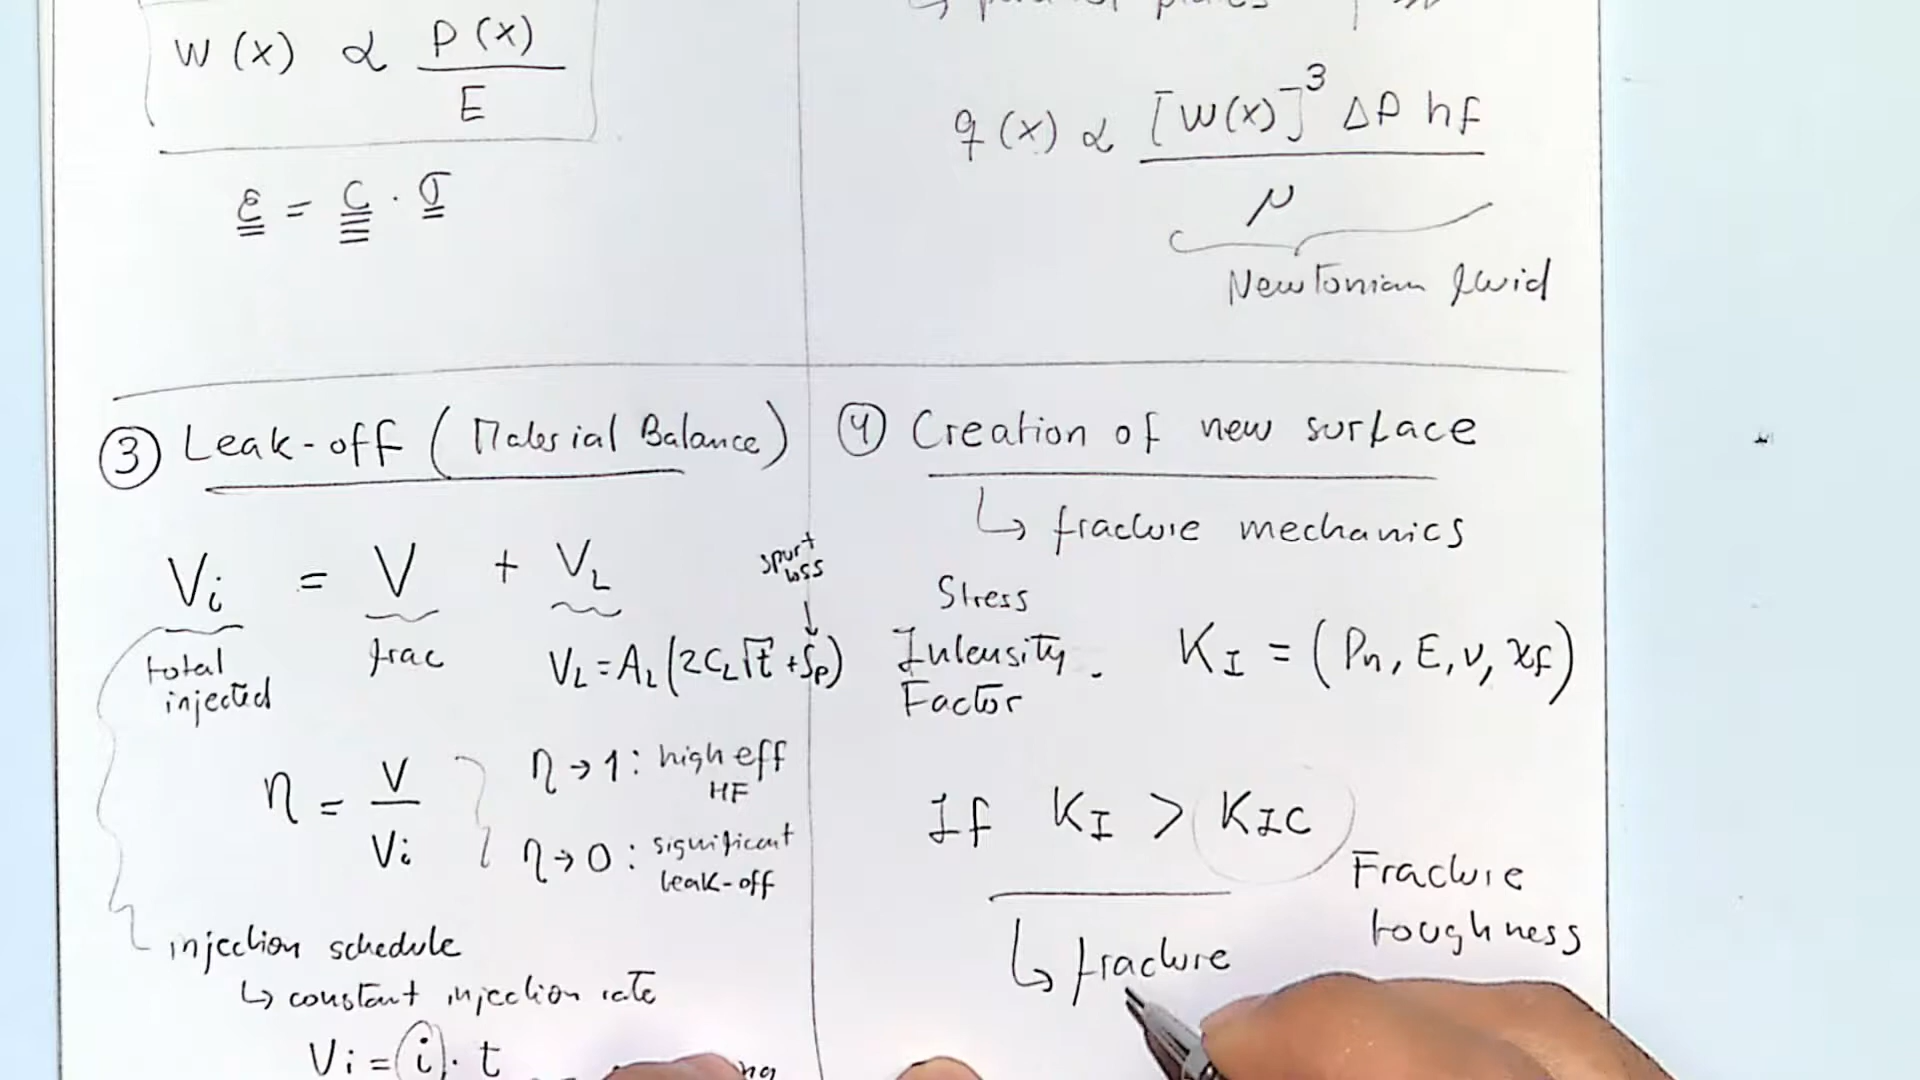 W (x) ∝ P (x) / E
ε = C · σ
q (x) ∝ [W(x)]³ ΔP hf / μ
Newtonian fluid
③ Leak-off (Material Balance)
Vi = V + VL
total injected
frac
spurt loss
VL = AL (2CL√t + Sp)
η = V / Vi
η → 1 : high eff HF
η → 0 : significant leak-off
injection schedule
↳ constant injection rate
Vi = i · t
④ Creation of new surface
↳ fracture mechanics
Stress
Intensity
Factor
KI = (Pn, E, ν, xf)
If KI > KIC
Fracture
toughness
↳ fracture